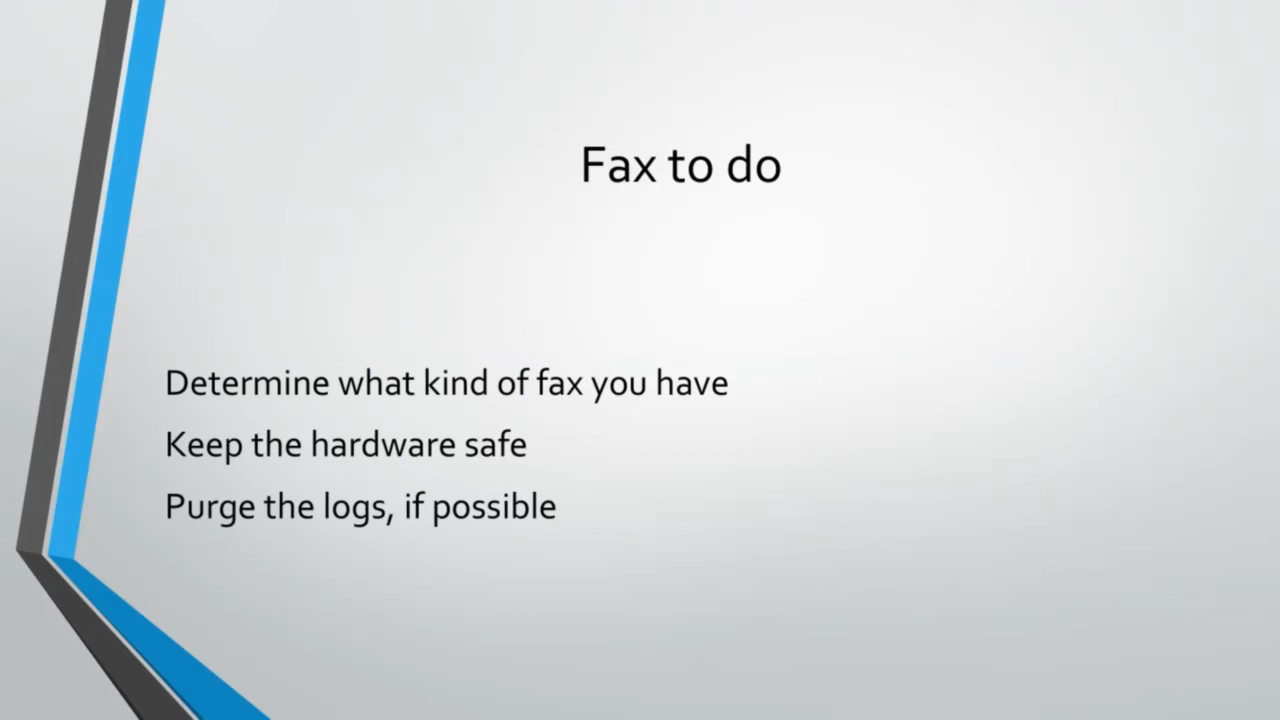 Fax to do
Determine what kind of fax you have
Keep the hardware safe
Purge the logs, if possible